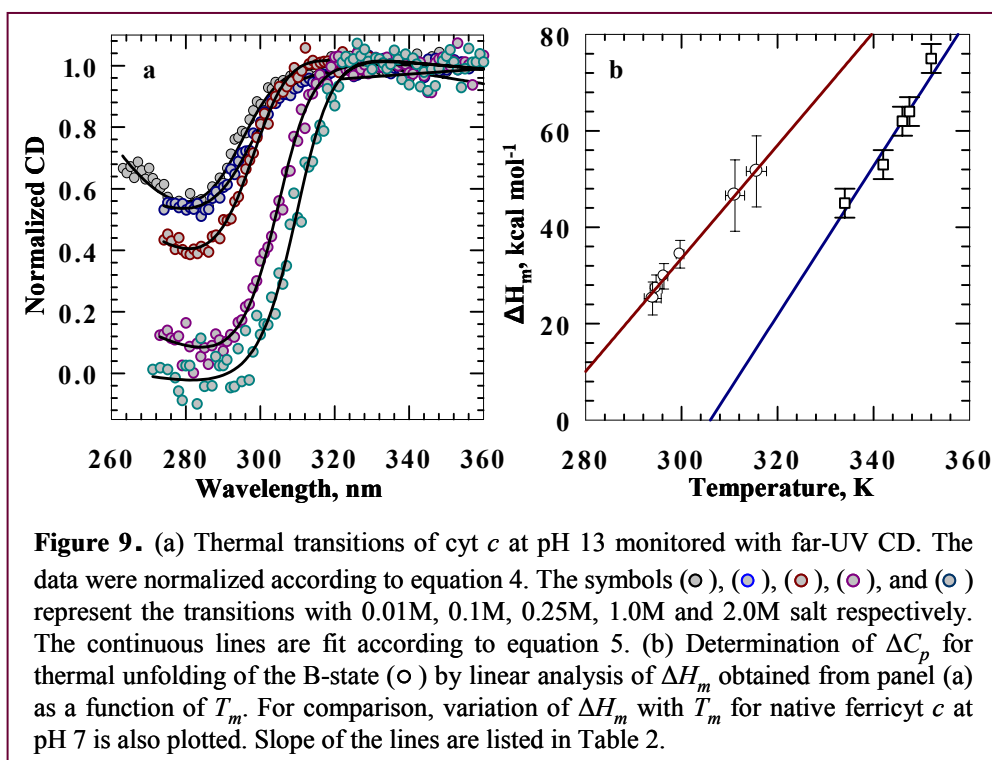 a
Normalized CD
1.0
0.8
0.6
0.4
0.2
0.0
260 280 300 320 340 360
Wavelength, nm
b
ΔHm, kcal mol-1
80
60
40
20
0
280 300 320 340 360
Temperature, K
Figure 9. (a) Thermal transitions of cyt c at pH 13 monitored with far-UV CD. The
data were normalized according to equation 4. The symbols (○), (○), (○), (○), and (○)
represent the transitions with 0.01M, 0.1M, 0.25M, 1.0M and 2.0M salt respectively.
The continuous lines are fit according to equation 5. (b) Determination of ΔCp for
thermal unfolding of the B-state (○) by linear analysis of ΔHm obtained from panel (a)
as a function of Tm. For comparison, variation of ΔHm with Tm for native ferricyt c at
pH 7 is also plotted. Slope of the lines are listed in Table 2.